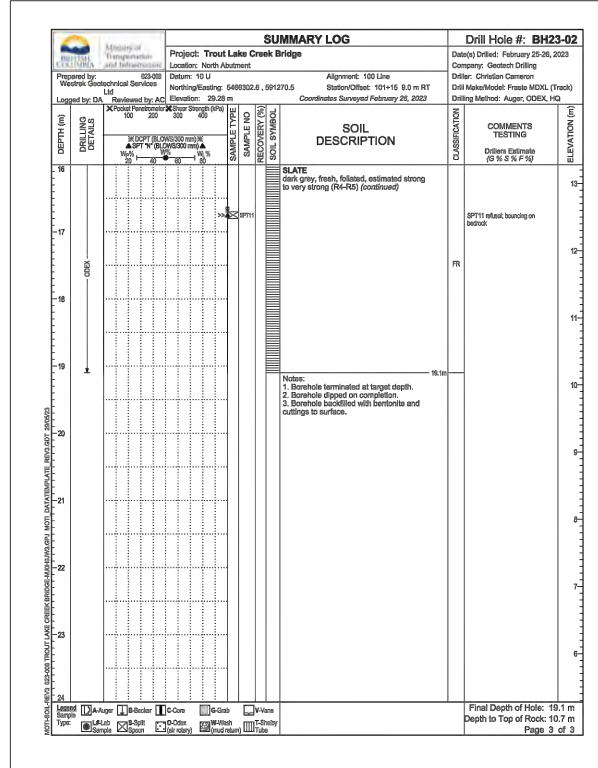 SUMMARY LOG
Drill Hole #: BH23-02
BRITISH COLUMBIA
Ministry of Transportation and Infrastructure
Project: Trout Lake Creek Bridge
Location: North Abutment
Date(s) Drilled: February 25-26, 2023
Company: Geotech Drilling
Prepared by: 023-008
Westrek Geotechnical Services Ltd
Logged by: DA Reviewed by: AC
Datum: 10 U
Alignment: 100 Line
Northing/Easting: 5466302.6 , 591270.5
Station/Offset: 101+15 9.0 m RT
Elevation: 29.28 m
Coordinates Surveyed February 26, 2023
Driller: Christian Cameron
Drill Make/Model: Fraste MDXL (Track)
Drilling Method: Auger, ODEX, HQ
DEPTH (m)
DRILLING DETAILS
Pocket Penetrometer Shear Strength (kPa)
100 200 300 400
DCPT (BLOWS/300 mm)
SPT "N" (BLOWS/300 mm)
Wp% W% WL%
20 40 60 80
SAMPLE TYPE
SAMPLE NO
RECOVERY (%)
SOIL SYMBOL
SOIL DESCRIPTION
CLASSIFICATION
COMMENTS TESTING
Drillers Estimate
(G % S % F %)
ELEVATION (m)
16
SLATE
dark grey, fresh, foliated, estimated strong
to very strong (R4-R5) (continued)
13
>> SPT11
SPT11 refusal; bouncing on
bedrock
17
12
ODEX
FR
18
11
19
19.1m
10
Notes:
1. Borehole terminated at target depth.
2. Borehole dipped on completion.
3. Borehole backfilled with bentonite and
cuttings to surface.
20
9
21
8
22
7
23
6
24
Legend
Sample
Type:
A-Auger
B-Becker
C-Core
G-Grab
V-Vane
L#-Lab Sample
S-Split Spoon
O-Odex (air rotary)
W-Wash (mud return)
T-Shelby Tube
Final Depth of Hole: 19.1 m
Depth to Top of Rock: 10.7 m
Page 3 of 3